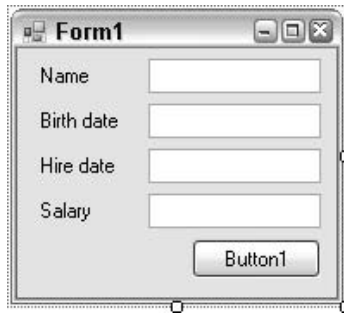 Form1
Name
Birth date
Hire date
Salary
Button1